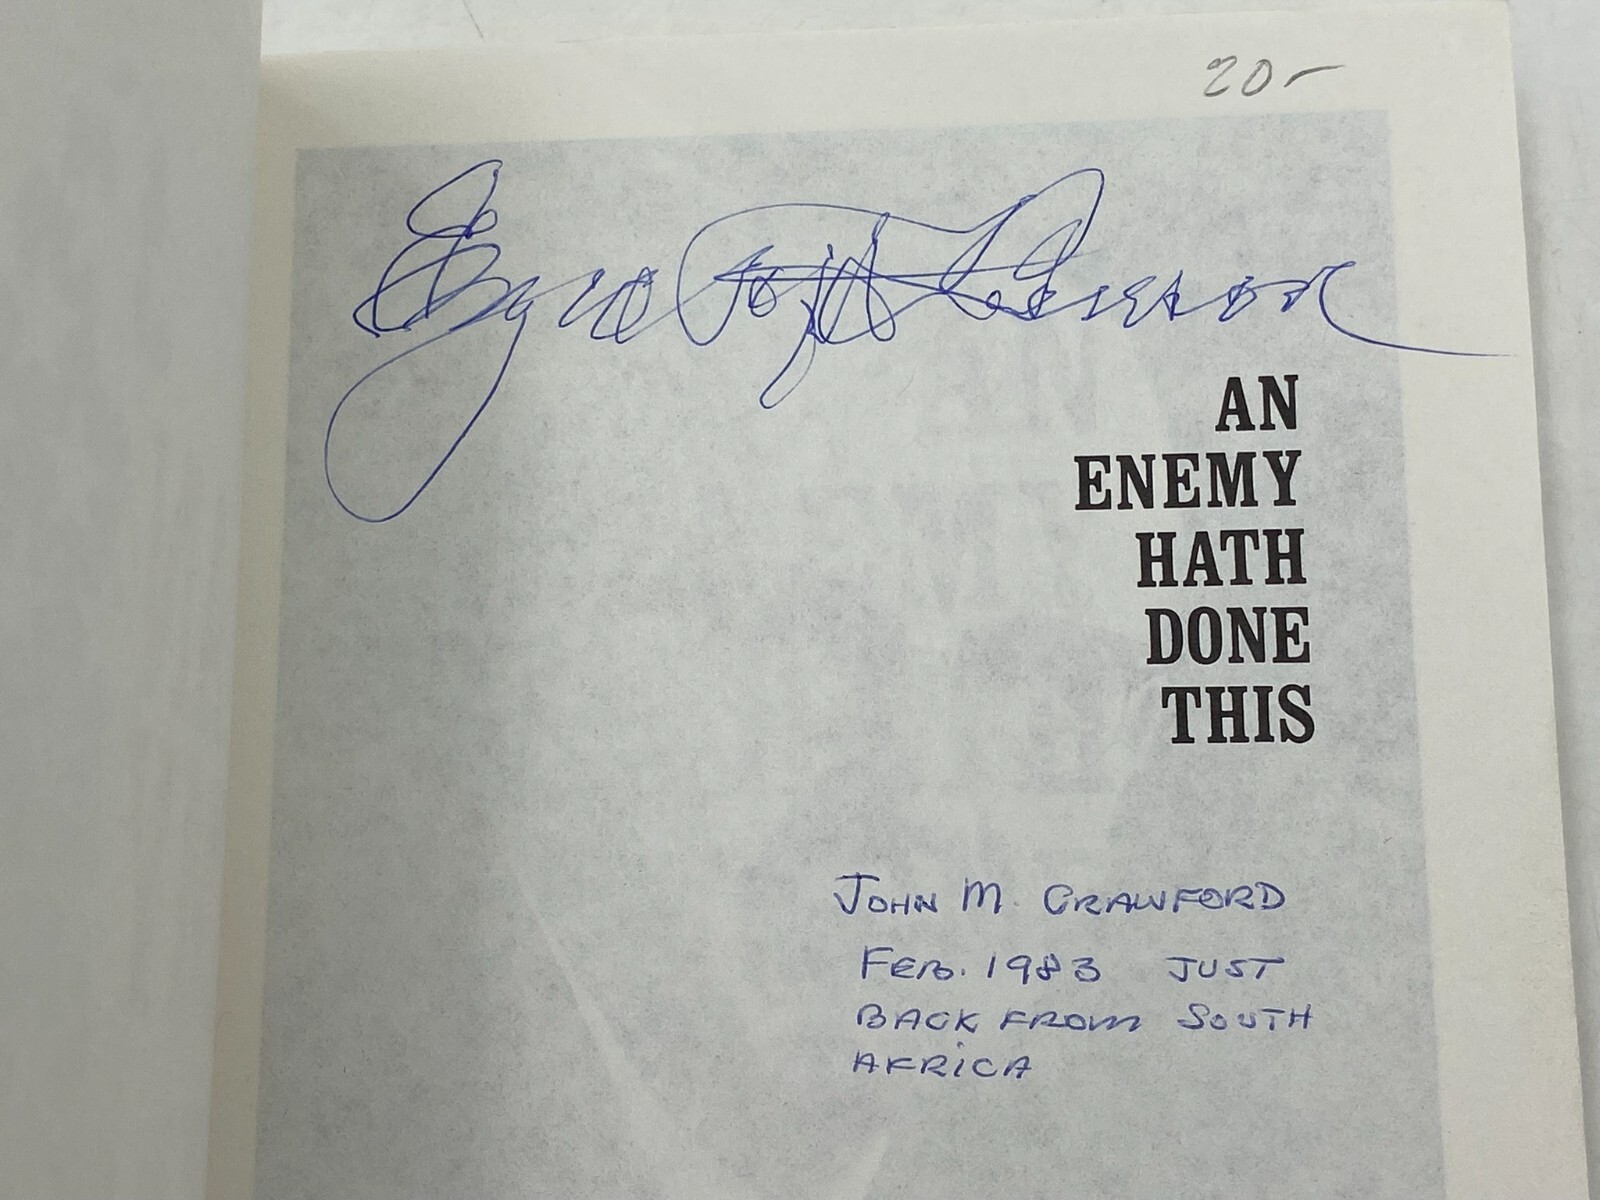 20-
AN
ENEMY
HATH
DONE
THIS
JOHN M. CRAWFORD
FEB. 1983 JUST
BACK FROM SOUTH
AFRICA